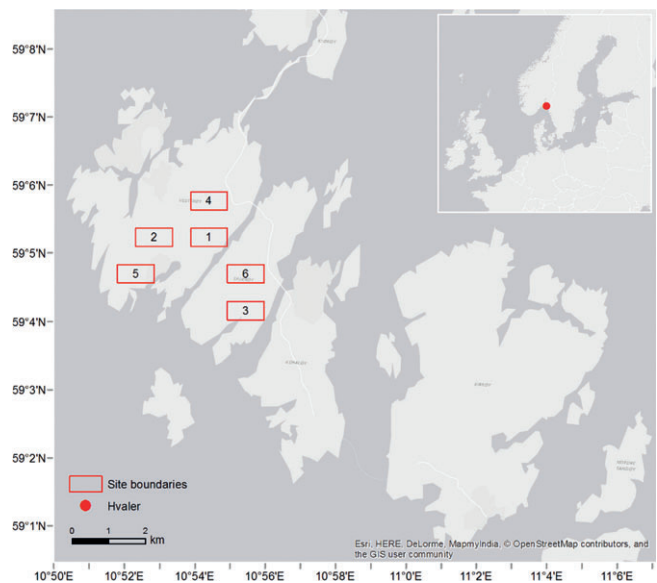 59°8'N
59°7'N
59°6'N
59°5'N
59°4'N
59°3'N
59°2'N
59°1'N
4
2
1
5
6
3
Site boundaries
Hvaler
0 1 2
km
Esri, HERE, DeLorme, MapmyIndia, © OpenStreetMap contributors, and
the GIS user community
10°50'E 10°52'E 10°54'E 10°56'E 10°58'E 11°0'E 11°2'E 11°4'E 11°6'E